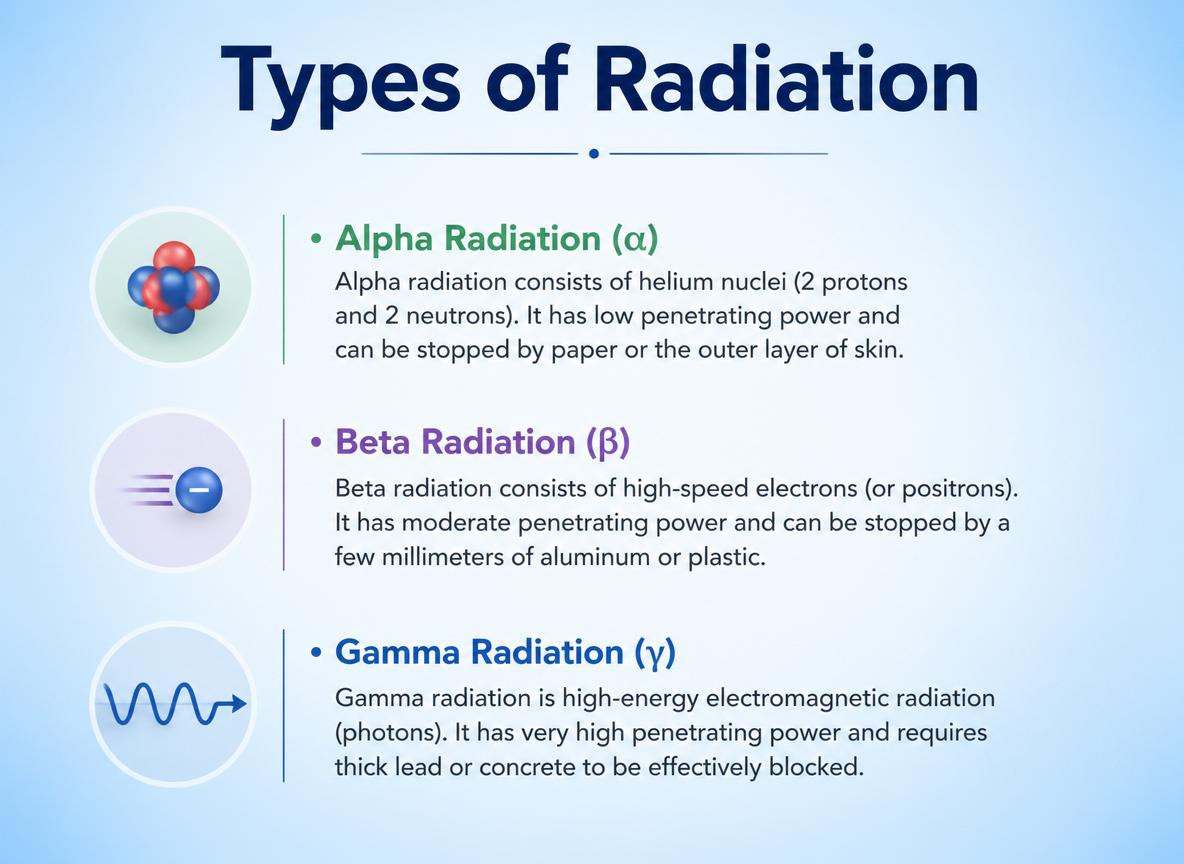 Types of Radiation
• Alpha Radiation (α)
Alpha radiation consists of helium nuclei (2 protons
and 2 neutrons). It has low penetrating power and
can be stopped by paper or the outer layer of skin.
• Beta Radiation (β)
Beta radiation consists of high-speed electrons (or positrons).
It has moderate penetrating power and can be stopped by a
few millimeters of aluminum or plastic.
• Gamma Radiation (γ)
Gamma radiation is high-energy electromagnetic radiation
(photons). It has very high penetrating power and requires
thick lead or concrete to be effectively blocked.